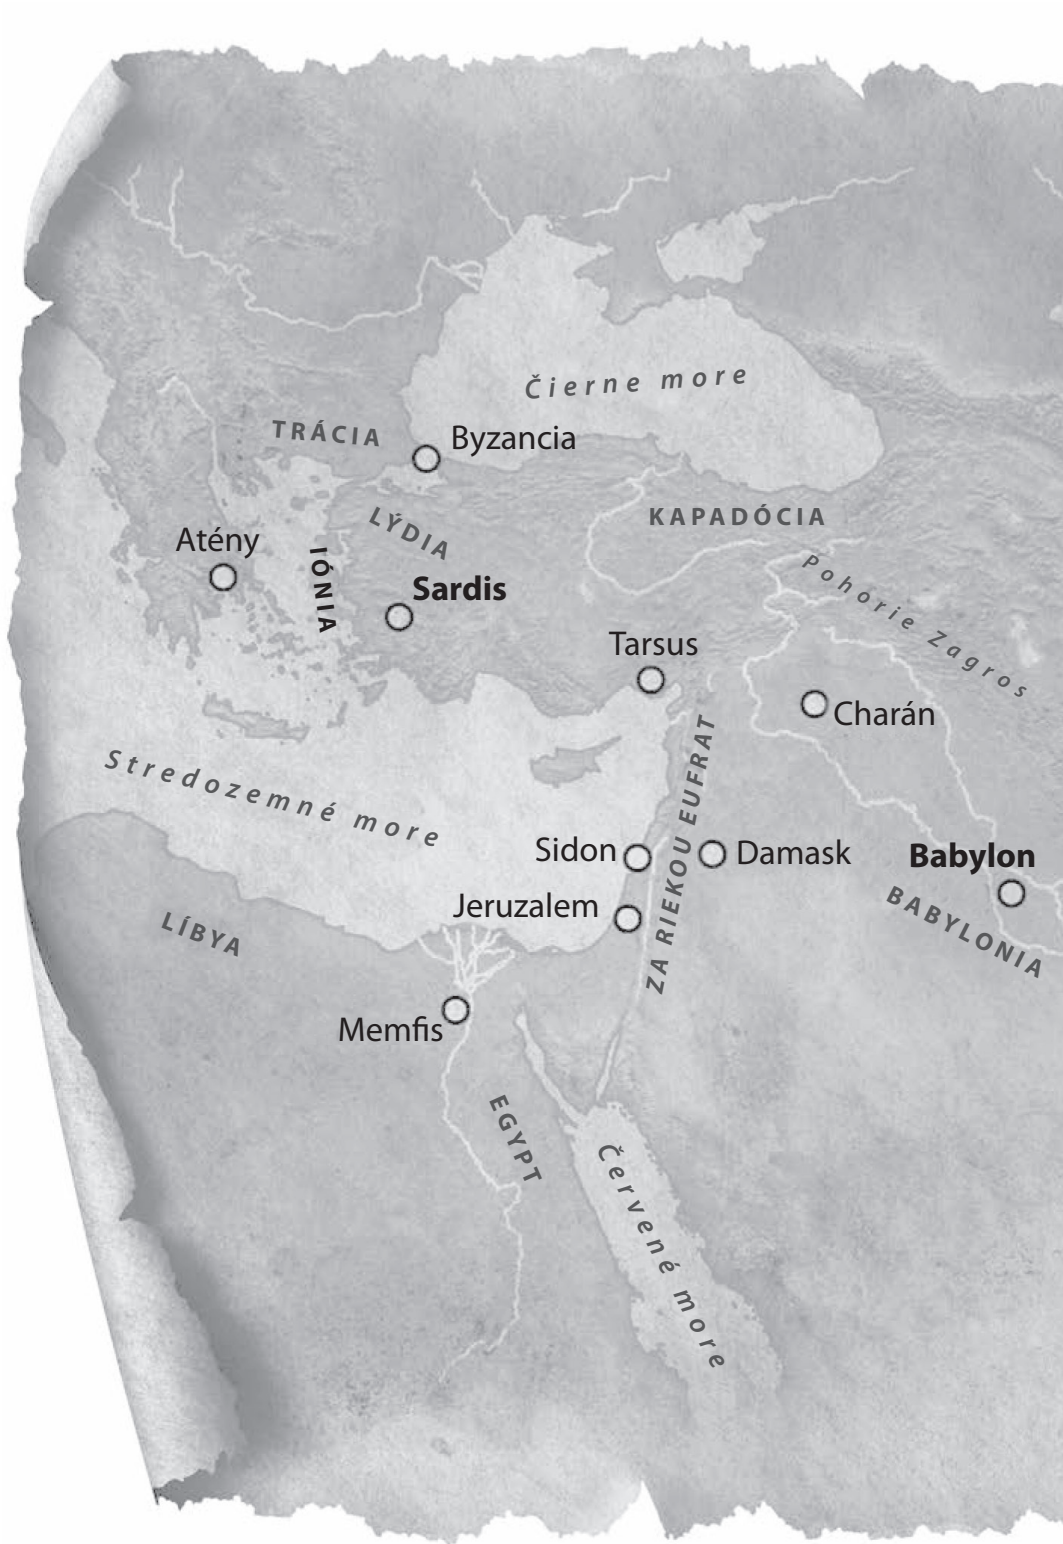 Čierne more
TRÁCIA
Byzancia
LÝDIA
KAPADÓCIA
Atény
IÓNIA
Sardis
Pohorie Zagros
Tarsus
Charán
Stredozemné more
ZA RIEKOU EUFRAT
Sidon
Damask
Babylon
Jeruzalem
BABYLONIA
LÍBYA
Memfis
EGYPT
Červené more